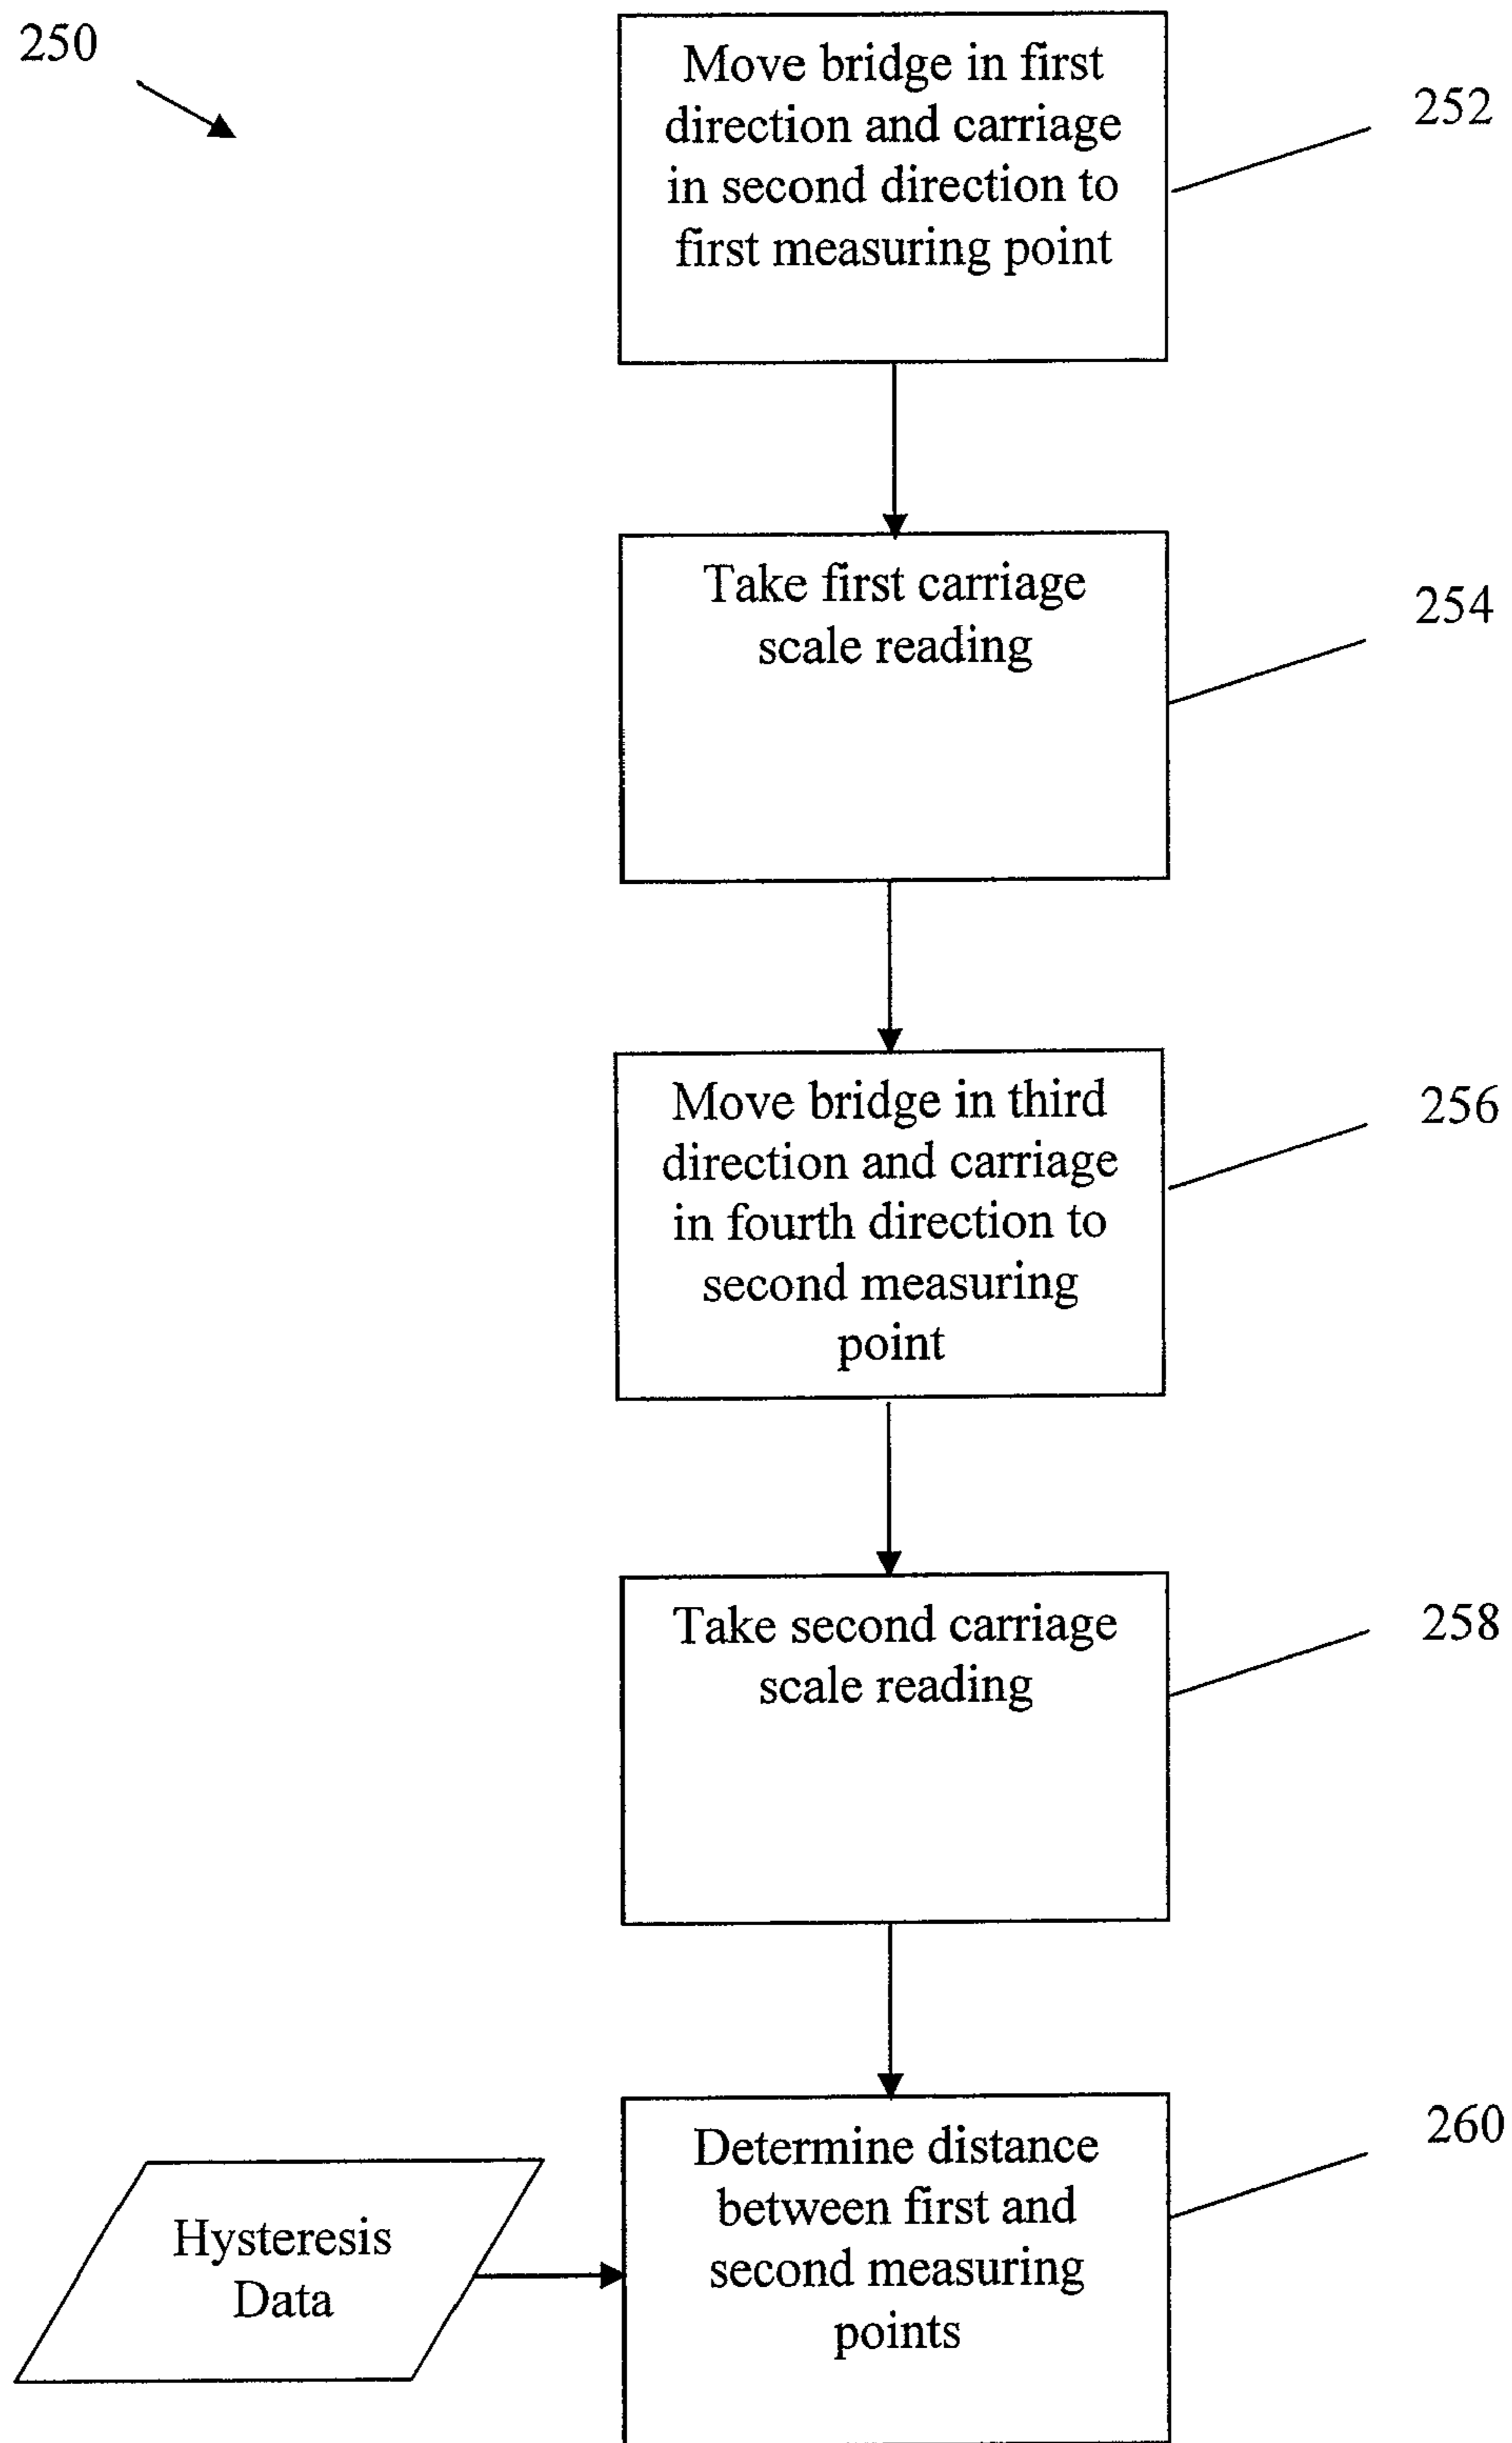 250
Move bridge in first
direction and carriage
in second direction to
first measuring point
252
Take first carriage
scale reading
254
Move bridge in third
direction and carriage
in fourth direction to
second measuring
point
256
Take second carriage
scale reading
258
Determine distance
between first and
second measuring
points
260
Hysteresis
Data